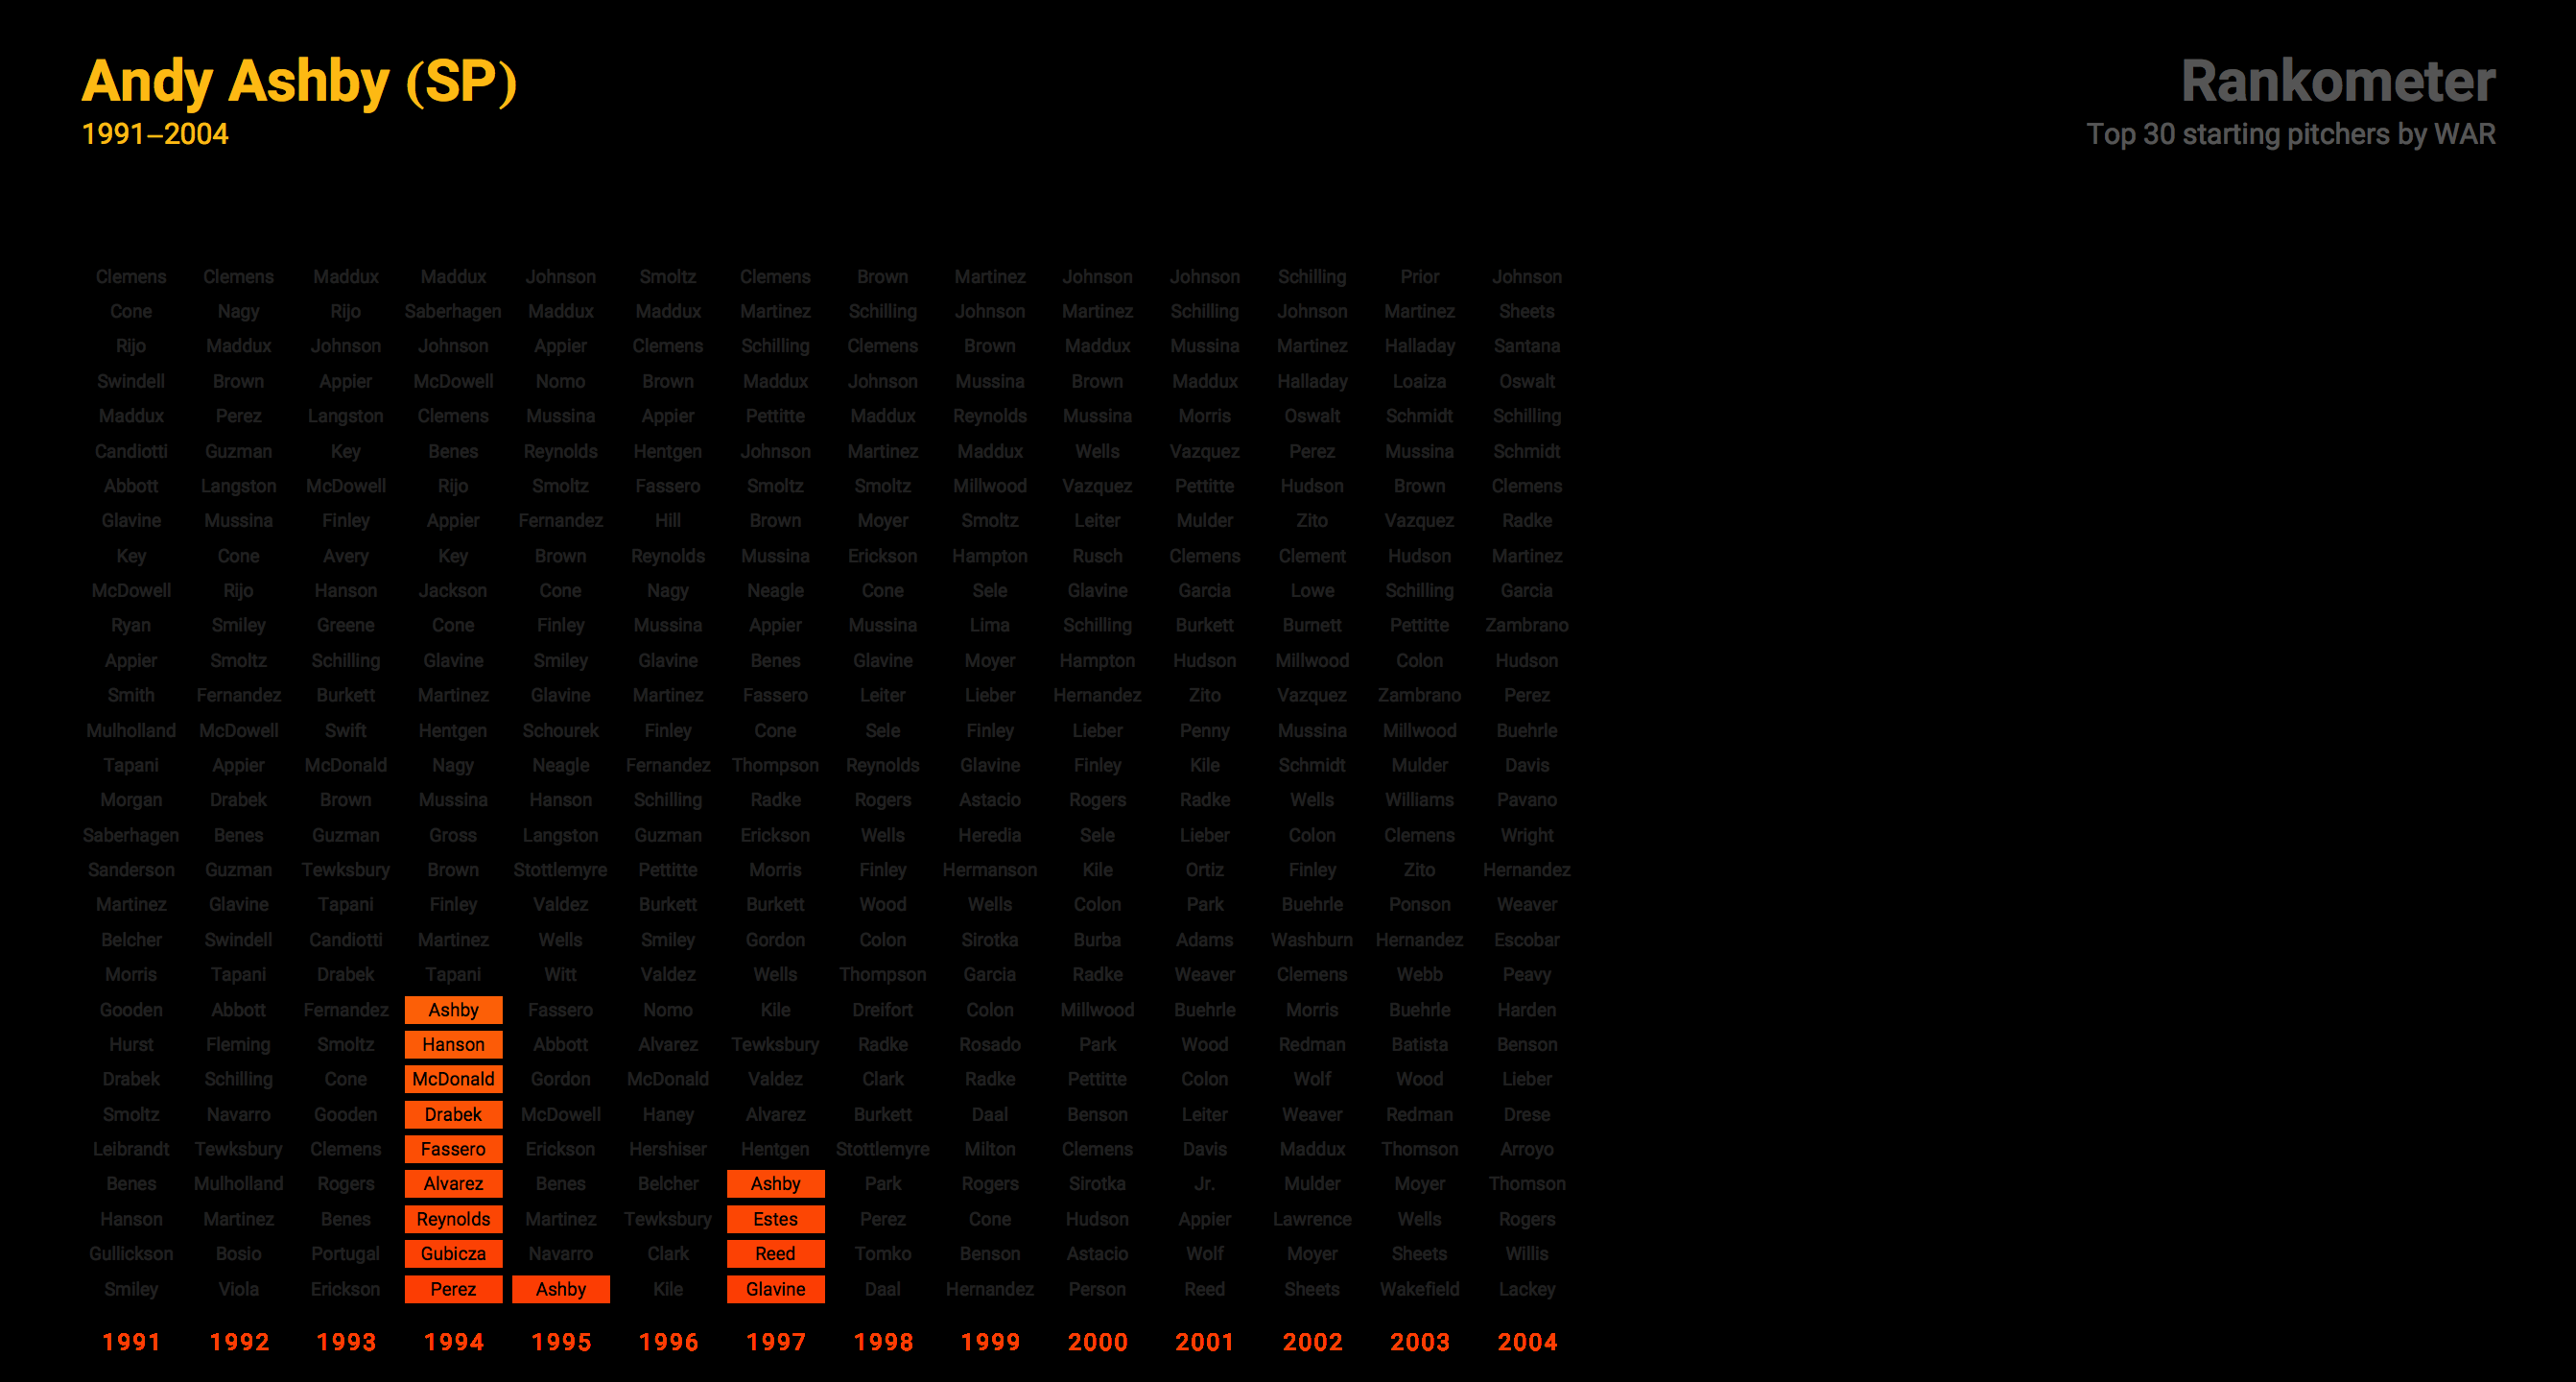 Andy Ashby (SP)
1991–2004
Rankometer
Top 30 starting pitchers by WAR
Clemens Clemens Maddux Maddux Johnson Smoltz Clemens Brown Martinez Johnson Johnson Schilling Prior Johnson
Cone Nagy Rijo Saberhagen Maddux Maddux Martinez Schilling Johnson Martinez Schilling Johnson Martinez Sheets
Rijo Maddux Johnson Johnson Appier Clemens Schilling Clemens Brown Maddux Mussina Martinez Halladay Santana
Swindell Brown Appier McDowell Nomo Brown Maddux Johnson Mussina Brown Maddux Halladay Loaiza Oswalt
Maddux Perez Langston Clemens Mussina Appier Pettitte Maddux Reynolds Mussina Morris Oswalt Schmidt Schilling
Candiotti Guzman Key Benes Reynolds Hentgen Johnson Martinez Maddux Wells Vazquez Perez Mussina Schmidt
Abbott Langston McDowell Rijo Smoltz Fassero Smoltz Smoltz Millwood Vazquez Pettitte Hudson Brown Clemens
Glavine Mussina Finley Appier Fernandez Hill Brown Moyer Smoltz Leiter Mulder Zito Vazquez Radke
Key Cone Avery Key Brown Reynolds Mussina Erickson Hampton Rusch Clemens Clement Hudson Martinez
McDowell Rijo Hanson Jackson Cone Nagy Neagle Cone Sele Glavine Garcia Lowe Schilling Garcia
Ryan Smiley Greene Cone Finley Mussina Appier Mussina Lima Schilling Burkett Burnett Pettitte Zambrano
Appier Smoltz Schilling Glavine Smiley Glavine Benes Glavine Moyer Hampton Hudson Millwood Colon Hudson
Smith Fernandez Burkett Martinez Glavine Martinez Fassero Leiter Lieber Hernandez Zito Vazquez Zambrano Perez
Mulholland McDowell Swift Hentgen Schourek Finley Cone Sele Finley Lieber Penny Mussina Millwood Buehrle
Tapani Appier McDonald Nagy Neagle Fernandez Thompson Reynolds Glavine Finley Kile Schmidt Mulder Davis
Morgan Drabek Brown Mussina Hanson Schilling Radke Rogers Astacio Rogers Radke Wells Williams Pavano
Saberhagen Benes Guzman Gross Langston Guzman Erickson Wells Heredia Sele Lieber Colon Clemens Wright
Sanderson Guzman Tewksbury Brown Stottlemyre Pettitte Morris Finley Hermanson Kile Ortiz Finley Zito Hernandez
Martinez Glavine Tapani Finley Valdez Burkett Burkett Wood Wells Colon Park Buehrle Ponson Weaver
Belcher Swindell Candiotti Martinez Wells Smiley Gordon Colon Sirotka Burba Adams Washburn Hernandez Escobar
Morris Tapani Drabek Tapani Witt Valdez Wells Thompson Garcia Radke Weaver Clemens Webb Peavy
Gooden Abbott Fernandez Ashby Fassero Nomo Kile Dreifort Colon Millwood Buehrle Morris Buehrle Harden
Hurst Fleming Smoltz Hanson Abbott Alvarez Tewksbury Radke Rosado Park Wood Redman Batista Benson
Drabek Schilling Cone McDonald Gordon McDonald Valdez Clark Radke Pettitte Colon Wolf Wood Lieber
Smoltz Navarro Gooden Drabek McDowell Haney Alvarez Burkett Daal Benson Leiter Weaver Redman Drese
Leibrandt Tewksbury Clemens Fassero Erickson Hershiser Hentgen Stottlemyre Milton Clemens Davis Maddux Thomson Arroyo
Benes Mulholland Rogers Alvarez Benes Belcher Ashby Park Rogers Sirotka Jr. Mulder Moyer Thomson
Hanson Martinez Benes Reynolds Martinez Tewksbury Estes Perez Cone Hudson Appier Lawrence Wells Rogers
Gullickson Bosio Portugal Gubicza Navarro Clark Reed Tomko Benson Astacio Wolf Moyer Sheets Willis
Smiley Viola Erickson Perez Ashby Kile Glavine Daal Hernandez Person Reed Sheets Wakefield Lackey
1991 1992 1993 1994 1995 1996 1997 1998 1999 2000 2001 2002 2003 2004